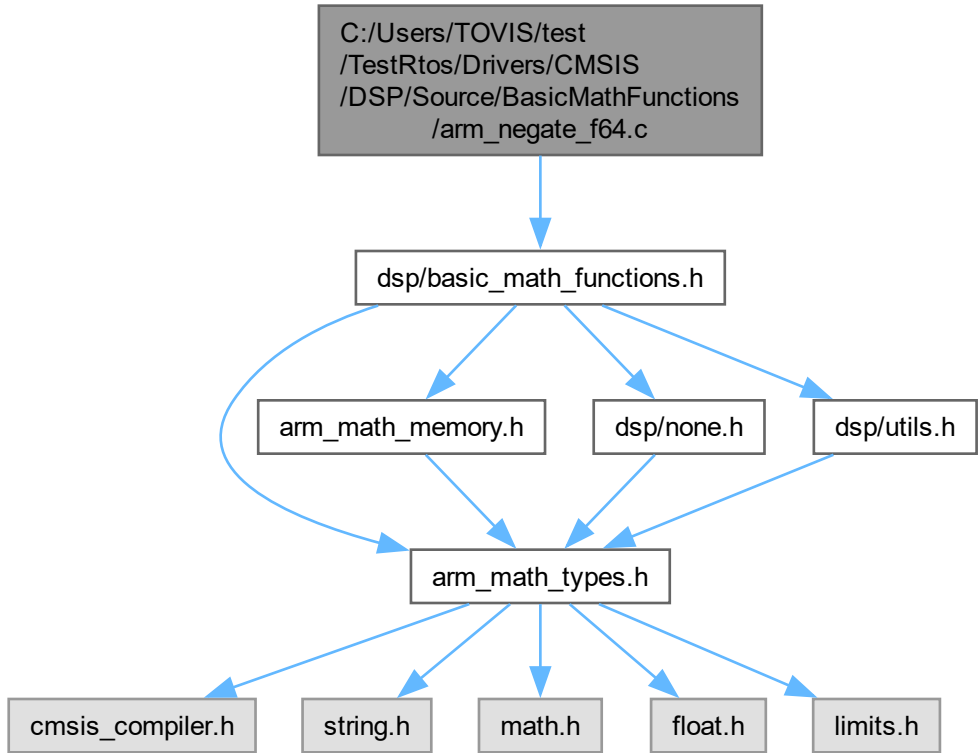 C:/Users/TOVIS/test
/TestRtos/Drivers/CMSIS
/DSP/Source/BasicMathFunctions
/arm_negate_f64.c
dsp/basic_math_functions.h
arm_math_memory.h
dsp/none.h
dsp/utils.h
arm_math_types.h
cmsis_compiler.h
string.h
math.h
float.h
limits.h